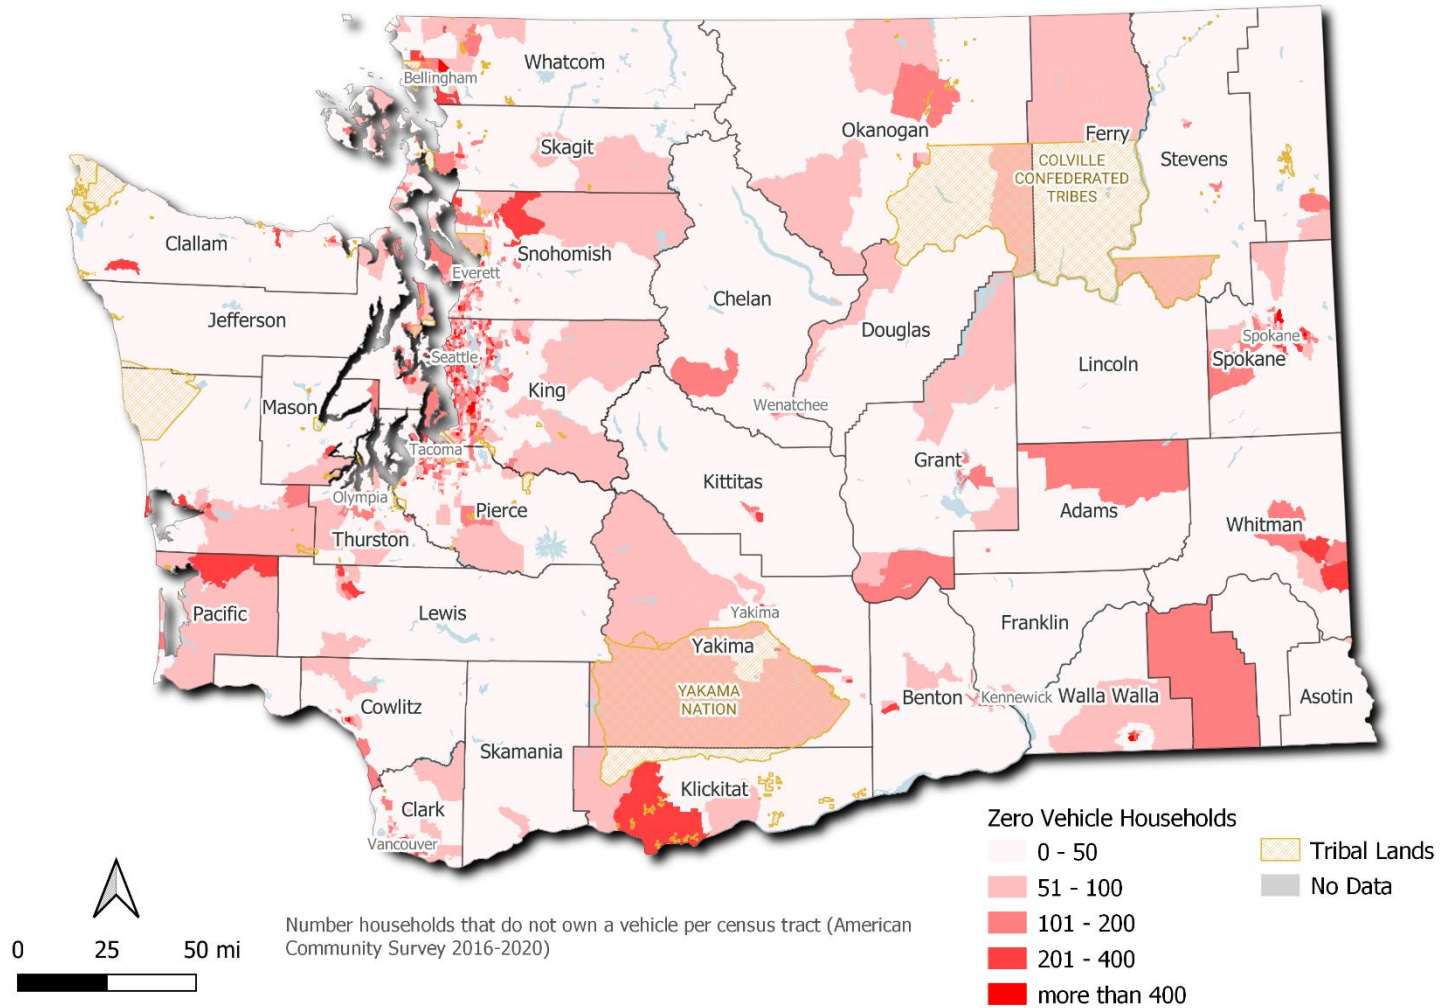 Whatcom
Bellingham
Okanogan
Ferry
Skagit
Stevens
COLVILLE
CONFEDERATED
TRIBES
Clallam
Snohomish
Everett
Chelan
Jefferson
Douglas
Seattle
Spokane
Spokane
Lincoln
King
Mason
Wenatchee
Tacoma
Grant
Kittitas
Olympia
Pierce
Adams
Whitman
Thurston
Pacific
Lewis
Yakima
Franklin
Yakima
YAKAMA
NATION
Benton
Kennewick
Walla Walla
Asotin
Cowlitz
Skamania
Klickitat
Clark
Vancouver
Zero Vehicle Households
0 - 50
51 - 100
101 - 200
201 - 400
more than 400
Tribal Lands
No Data
Number households that do not own a vehicle per census tract (American
Community Survey 2016-2020)
0 25 50 mi